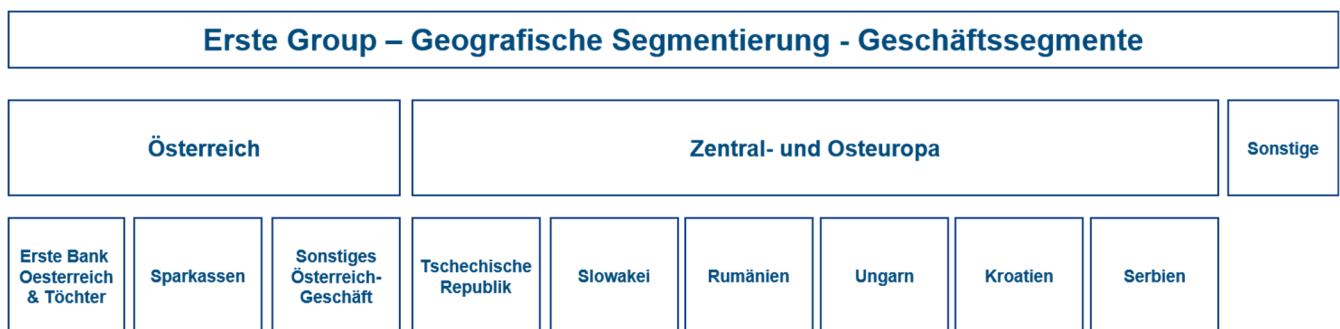 Erste Group – Geografische Segmentierung - Geschäftssegmente
Österreich
Zentral- und Osteuropa
Sonstige
Erste Bank
Oesterreich
& Töchter
Sparkassen
Sonstiges
Österreich-
Geschäft
Tschechische
Republik
Slowakei
Rumänien
Ungarn
Kroatien
Serbien